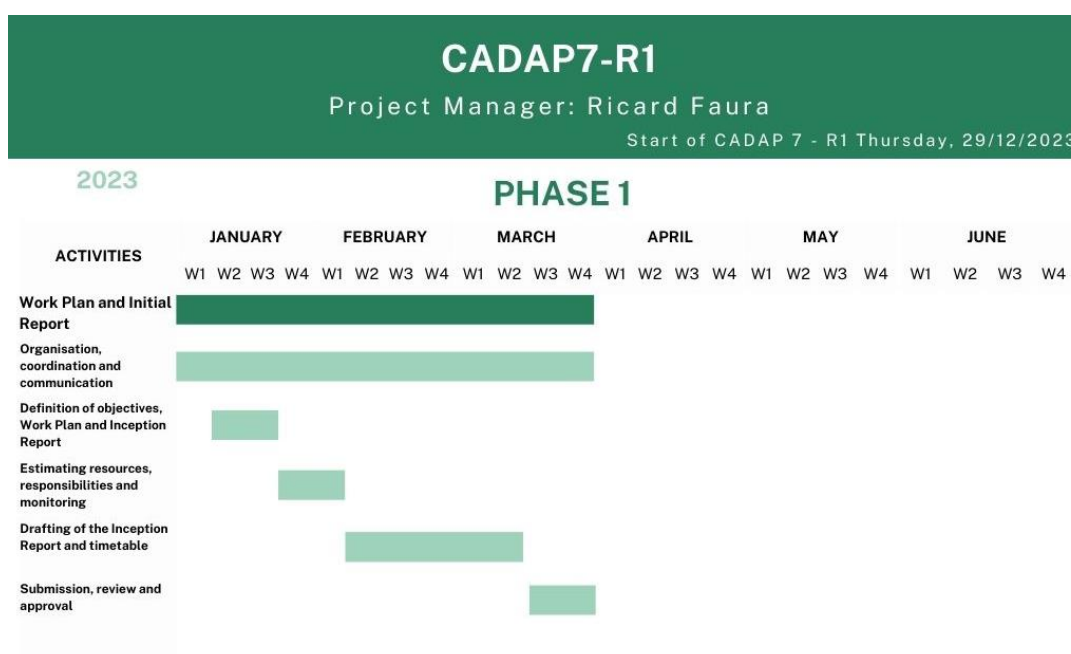 CADAP7-R1
Project Manager: Ricard Faura
Start of CADAP 7 - R1 Thursday, 29/12/2023
2023
PHASE 1
ACTIVITIES
JANUARY FEBRUARY MARCH APRIL MAY JUNE
W1 W2 W3 W4 W1 W2 W3 W4 W1 W2 W3 W4 W1 W2 W3 W4 W1 W2 W3 W4 W1 W2 W3 W4
Work Plan and Initial
Report
Organisation,
coordination and
communication
Definition of objectives,
Work Plan and Inception
Report
Estimating resources,
responsibilities and
monitoring
Drafting of the Inception
Report and timetable
Submission, review and
approval